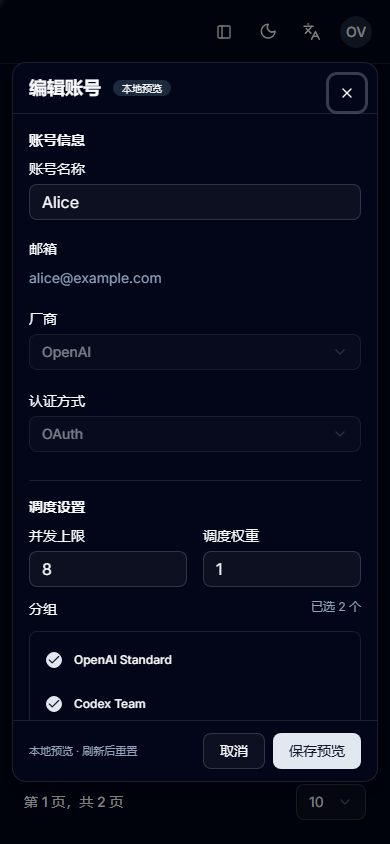 OV
编辑账号 本地预览
账号信息
账号名称
Alice
邮箱
alice@example.com
厂商
OpenAI
认证方式
OAuth
调度设置
并发上限 调度权重
8 1
分组 已选 2 个
OpenAI Standard
Codex Team
本地预览 · 刷新后重置 取消 保存预览
第 1 页，共 2 页 10